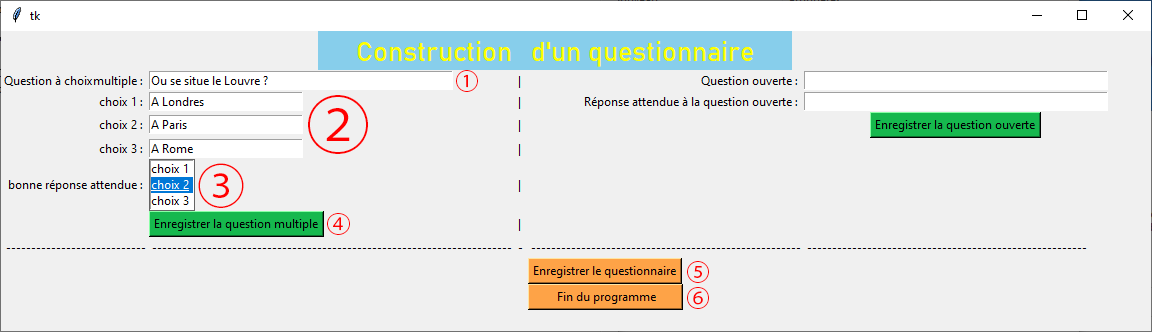 tk
Construction d'un questionnaire
Question à choixmultiple : Ou se situe le Louvre ? 1 | Question ouverte :
choix 1 : A Londres | Réponse attendue à la question ouverte :
choix 2 : A Paris 2 | Enregistrer la question ouverte
choix 3 : A Rome |
choix 1
bonne réponse attendue : choix 2 3 |
choix 3
Enregistrer la question multiple 4 |
Enregistrer le questionnaire 5
Fin du programme 6